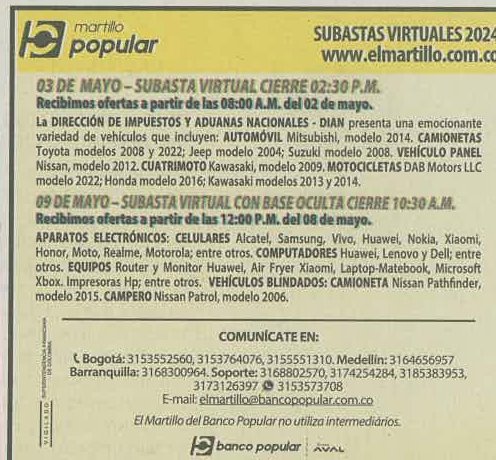 martillo
popular
SUBASTAS VIRTUALES 2024
www.elmartillo.com.co
03 DE MAYO – SUBASTA VIRTUAL CIERRE 02:30 P.M.
Recibimos ofertas a partir de las 08:00 A.M. del 02 de mayo.
La DIRECCIÓN DE IMPUESTOS Y ADUANAS NACIONALES - DIAN presenta una emocionante
variedad de vehículos que incluyen: AUTOMÓVIL Mitsubishi, modelo 2014. CAMIONETAS
Toyota modelos 2008 y 2022; Jeep modelo 2004; Suzuki modelo 2008. VEHÍCULO PANEL
Nissan, modelo 2012. CUATRIMOTO Kawasaki, modelo 2009. MOTOCICLETAS DAB Motors LLC
modelo 2022; Honda modelo 2016; Kawasaki modelos 2013 y 2014.
09 DE MAYO – SUBASTA VIRTUAL CON BASE OCULTA CIERRE 10:30 A.M.
Recibimos ofertas a partir de las 12:00 P.M. del 08 de mayo.
APARATOS ELECTRÓNICOS: CELULARES Alcatel, Samsung, Vivo, Huawei, Nokia, Xiaomi,
Honor, Moto, Realme, Motorola; entre otros. COMPUTADORES Huawei, Lenovo y Dell; entre
otros. EQUIPOS Router y Monitor Huawei, Air Fryer Xiaomi, Laptop-Matebook, Microsoft
Xbox. Impresoras Hp; entre otros. VEHÍCULOS BLINDADOS: CAMIONETA Nissan Pathfinder,
modelo 2015. CAMPERO Nissan Patrol, modelo 2006.
COMUNÍCATE EN:
Bogotá: 3153552560, 3153764076, 3155551310. Medellín: 3164656957
Barranquilla: 3168300964. Soporte: 3168802570, 3174254284, 3185383953,
3173126397 3153573708
E-mail: elmartillo@bancopopular.com.co
El Martillo del Banco Popular no utiliza intermediários.
banco popular
AVAL
VIGILADO SUPERINTENDENCIA FINANCIERA
DE COLOMBIA